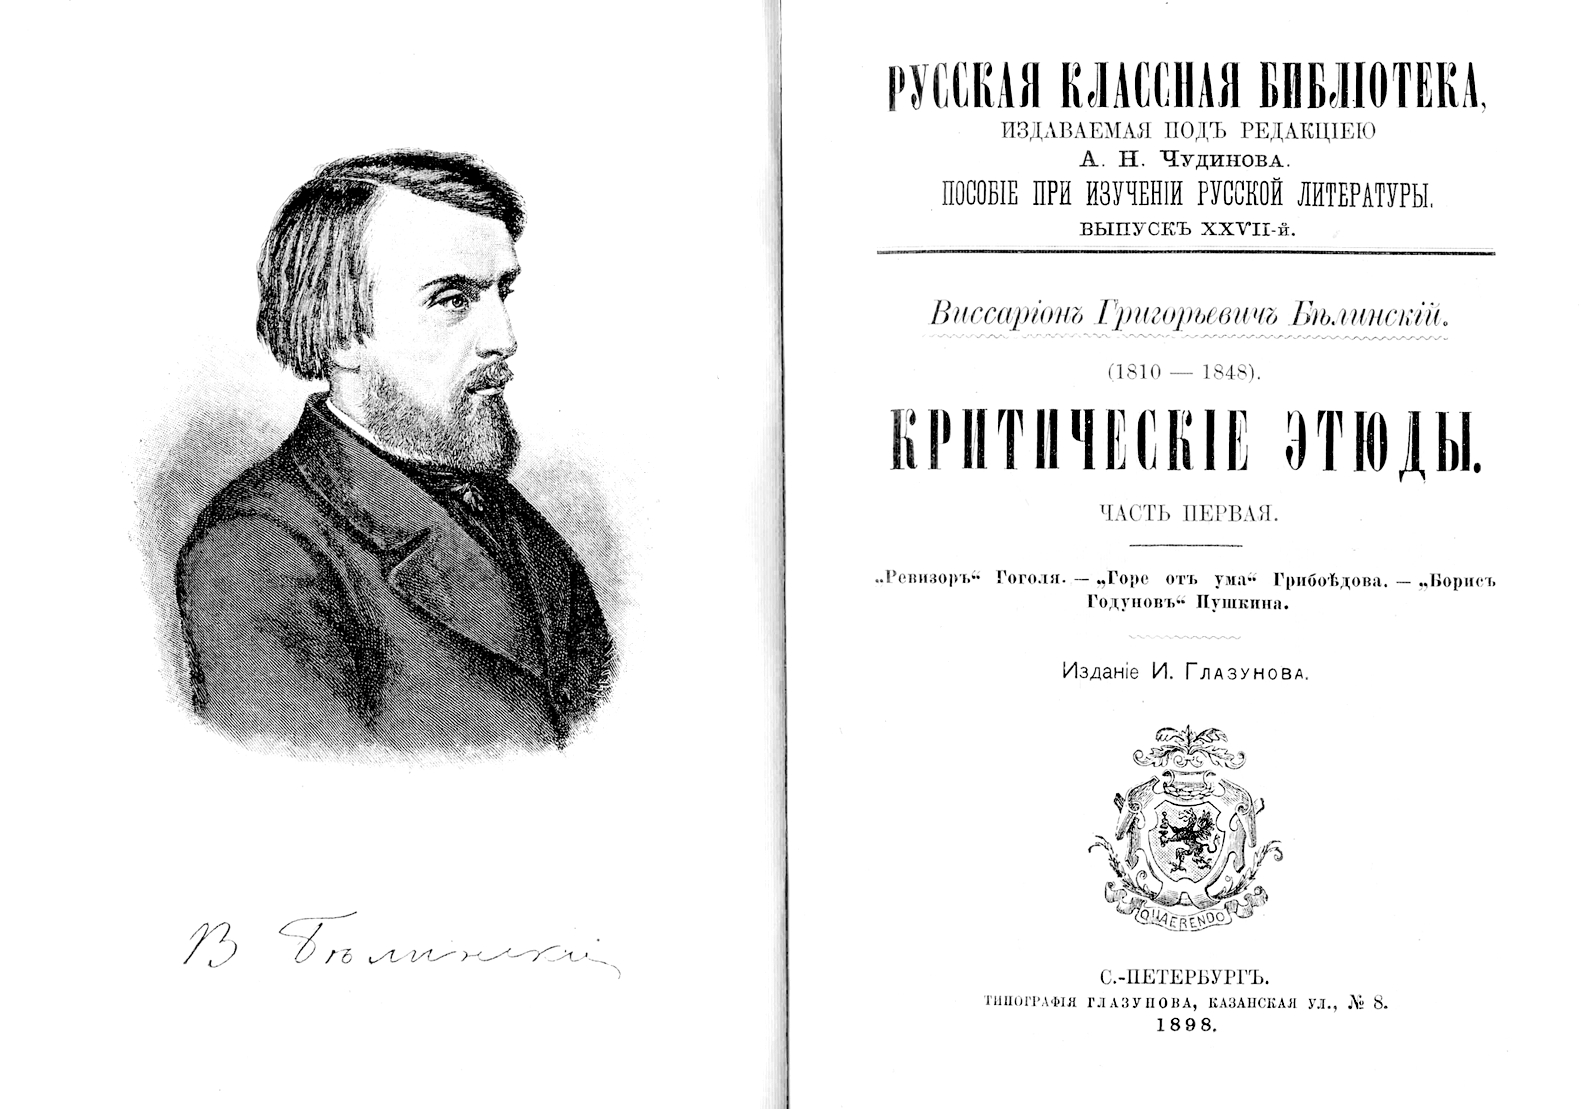 В Бѣлинскій
РУССКАЯ КЛАССНАЯ БИБЛІОТЕКА,
ИЗДАВАЕМАЯ ПОДЪ РЕДАКЦІЕЮ
А. Н. Чудинова.
ПОСОБІЕ ПРИ ИЗУЧЕНІИ РУССКОЙ ЛИТЕРАТУРЫ.
ВЫПУСКЪ XXVII-й.
Виссаріонъ Григорьевичъ Бѣлинскій.
(1810 — 1848).
КРИТИЧЕСКІЕ ЭТЮДЫ.
ЧАСТЬ ПЕРВАЯ.
„Ревизоръ“ Гоголя. — „Горе отъ ума“ Грибоѣдова. — „Борисъ
Годуновъ“ Пушкина.
Изданіе И. Глазунова.
QUAERENDO
С.-ПЕТЕРБУРГЪ.
ТИПОГРАФІЯ ГЛАЗУНОВА, КАЗАНСКАЯ УЛ., № 8.
1898.